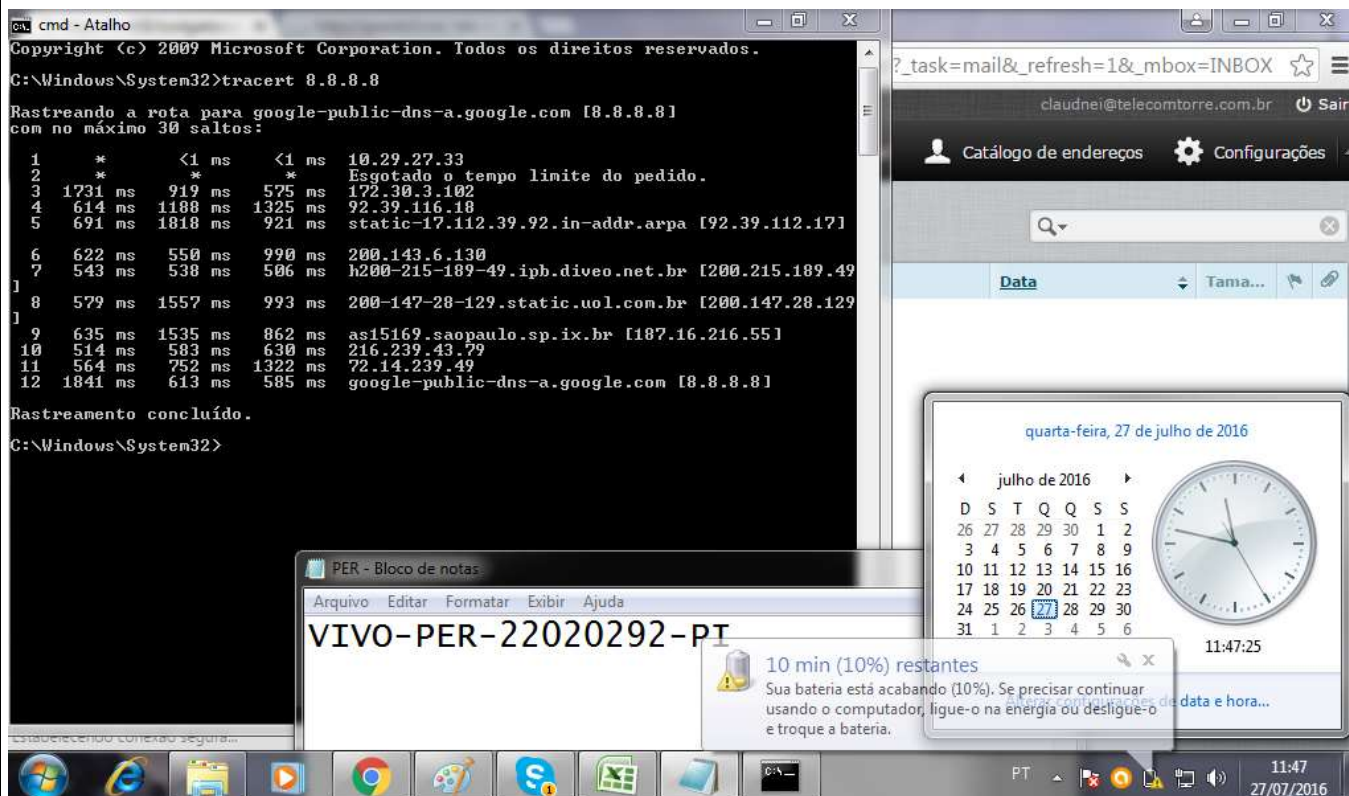 cmd - Atalho
Copyright (c) 2009 Microsoft Corporation. Todos os direitos reservados.
C:\Windows\System32>tracert 8.8.8.8
Rastreando a rota para google-public-dns-a.google.com [8.8.8.8]
com no máximo 30 saltos:
1 * <1 ms <1 ms 10.29.27.33
2 * * * Esgotado o tempo limite do pedido.
3 1731 ms 919 ms 575 ms 172.30.3.102
4 614 ms 1188 ms 1325 ms 92.39.116.18
5 691 ms 1818 ms 921 ms static-17.112.39.92.in-addr.arpa [92.39.112.17]
6 622 ms 550 ms 990 ms 200.143.6.130
7 543 ms 538 ms 506 ms h200-215-189-49.ipb.diveo.net.br [200.215.189.49
]
8 579 ms 1557 ms 993 ms 200-147-28-129.static.uol.com.br [200.147.28.129
]
9 635 ms 1535 ms 862 ms as15169.saopaulo.sp.ix.br [187.16.216.55]
10 514 ms 583 ms 630 ms 216.239.43.79
11 564 ms 752 ms 1322 ms 72.14.239.49
12 1841 ms 613 ms 585 ms google-public-dns-a.google.com [8.8.8.8]
Rastreamento concluído.
C:\Windows\System32>
?_task=mail&_refresh=1&_mbox=INBOX
claudnei@telecomtorre.com.br Sair
Catálogo de endereços Configurações
Data Tama...
quarta-feira, 27 de julho de 2016
julho de 2016
D S T Q Q S S
26 27 28 29 30 1 2
3 4 5 6 7 8 9
10 11 12 13 14 15 16
17 18 19 20 21 22 23
24 25 26 27 28 29 30
31 1 2 3 4 5 6
11:47:25
Alterar configurações de data e hora...
PER - Bloco de notas
Arquivo Editar Formatar Exibir Ajuda
VIVO-PER-22020292-PI
10 min (10%) restantes
Sua bateria está acabando (10%). Se precisar continuar
usando o computador, ligue-o na energia ou desligue-o
e troque a bateria.
Estabelecendo conexão segura...
PT
11:47
27/07/2016